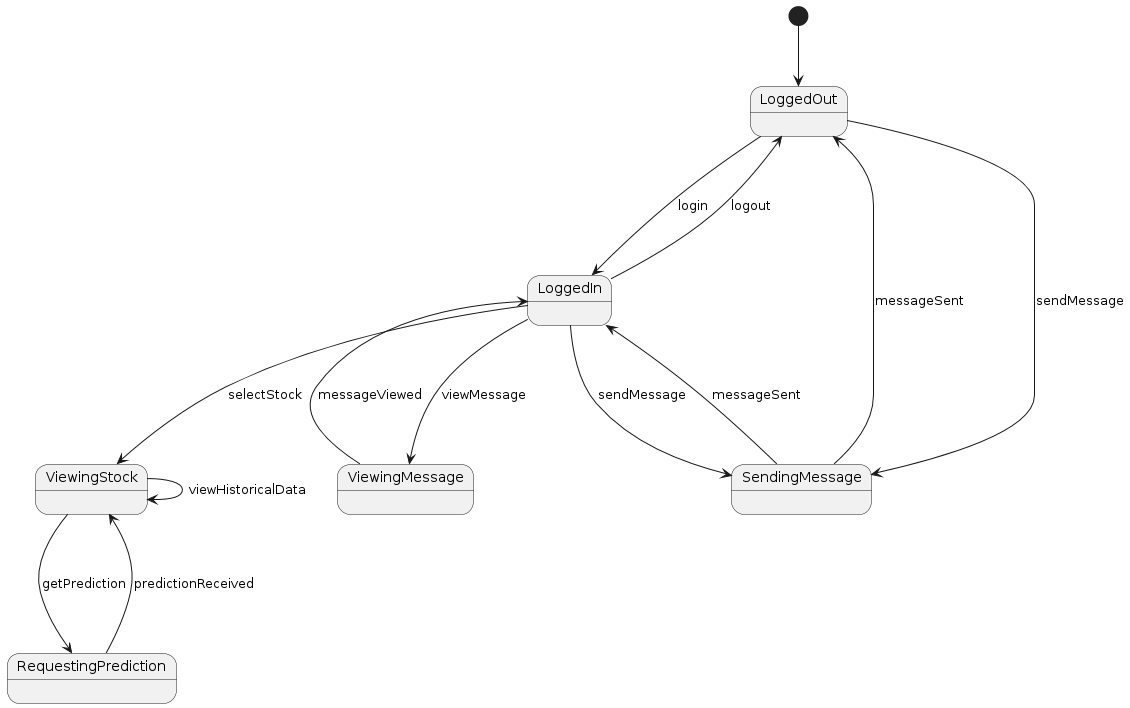 LoggedOut
login
logout
LoggedIn
messageSent
sendMessage
selectStock
messageViewed
viewMessage
sendMessage
messageSent
ViewingStock
viewHistoricalData
ViewingMessage
SendingMessage
getPrediction
predictionReceived
RequestingPrediction